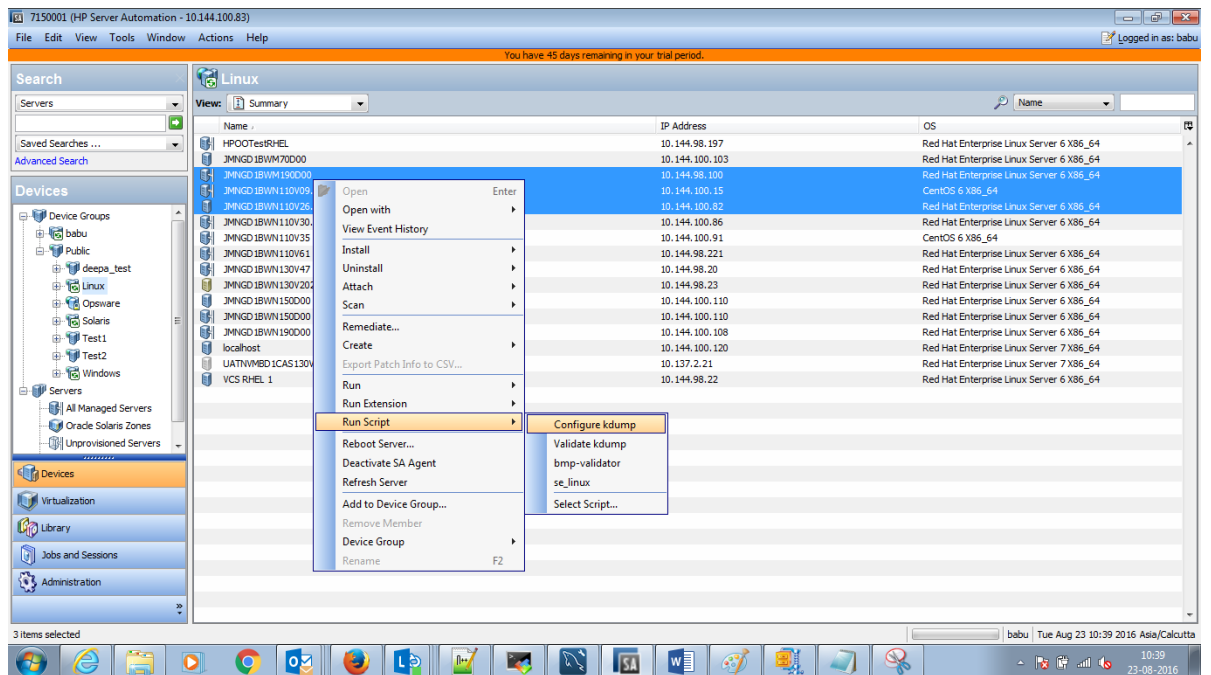 7150001 (HP Server Automation - 10.144.100.83)
File Edit View Tools Window Actions Help
Logged in as: babu
You have 45 days remaining in your trial period.
Search
Servers
Saved Searches ...
Advanced Search
Devices
Device Groups
babu
Public
deepa_test
Linux
Opsware
Solaris
Test1
Test2
Windows
Servers
All Managed Servers
Oracle Solaris Zones
Unprovisioned Servers
Devices
Virtualization
Library
Jobs and Sessions
Administration
Linux
View: Summary
Name
Name IP Address OS
HPOOTestRHEL 10.144.98.197 Red Hat Enterprise Linux Server 6 X86_64
JMNGD1BWM70D00 10.144.100.103 Red Hat Enterprise Linux Server 6 X86_64
JMNGD1BWM190D00 10.144.98.100 Red Hat Enterprise Linux Server 6 X86_64
JMNGD1BWN110V09. 10.144.100.15 CentOS 6 X86_64
JMNGD1BWN110V26. 10.144.100.82 Red Hat Enterprise Linux Server 6 X86_64
JMNGD1BWN110V30. 10.144.100.86 Red Hat Enterprise Linux Server 6 X86_64
JMNGD1BWN110V35 10.144.100.91 CentOS 6 X86_64
JMNGD1BWN110V61 10.144.98.221 Red Hat Enterprise Linux Server 6 X86_64
JMNGD1BWN130V47 10.144.98.20 Red Hat Enterprise Linux Server 6 X86_64
JMNGD1BWN130V202 10.144.98.23 Red Hat Enterprise Linux Server 6 X86_64
JMNGD1BWN150D00 10.144.100.110 Red Hat Enterprise Linux Server 6 X86_64
JMNGD1BWN150D00 10.144.100.110 Red Hat Enterprise Linux Server 6 X86_64
JMNGD1BWN190D00 10.144.100.108 Red Hat Enterprise Linux Server 6 X86_64
localhost 10.144.100.120 Red Hat Enterprise Linux Server 7 X86_64
UATNVMBD1CAS130V 10.137.2.21 Red Hat Enterprise Linux Server 7 X86_64
VCS RHEL 1 10.144.98.22 Red Hat Enterprise Linux Server 6 X86_64
Open Enter
Open with
View Event History
Install
Uninstall
Attach
Scan
Remediate...
Create
Export Patch Info to CSV...
Run
Run Extension
Run Script
Reboot Server...
Deactivate SA Agent
Refresh Server
Add to Device Group...
Remove Member
Device Group
Rename F2
Configure kdump
Validate kdump
bmp-validator
se_linux
Select Script...
3 items selected
babu Tue Aug 23 10:39 2016 Asia/Calcutta
10:39
23-08-2016